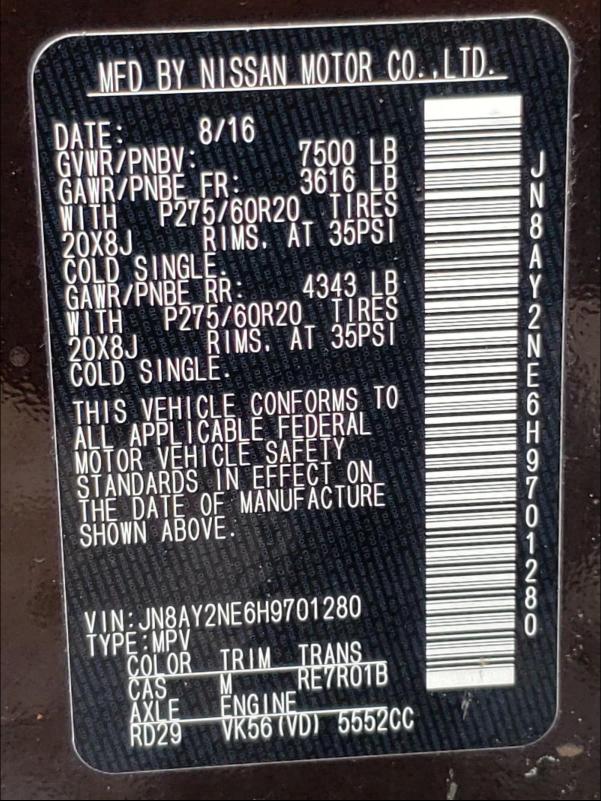 MFD BY NISSAN MOTOR CO.,LTD.
DATE: 8/16
GVWR/PNBV: 7500 LB
GAWR/PNBE FR: 3616 LB
WITH P275/60R20 TIRES
20X8J RIMS, AT 35PSI
COLD SINGLE.
GAWR/PNBE RR: 4343 LB
WITH P275/60R20 TIRES
20X8J RIMS, AT 35PSI
COLD SINGLE.
THIS VEHICLE CONFORMS TO
ALL APPLICABLE FEDERAL
MOTOR VEHICLE SAFETY
STANDARDS IN EFFECT ON
THE DATE OF MANUFACTURE
SHOWN ABOVE.
VIN:JN8AY2NE6H9701280
TYPE:MPV
COLOR TRIM TRANS
CAS M RE7R01B
AXLE ENGINE
RD29 VK56(VD) 5552CC
JN8AY2NE6H9701280